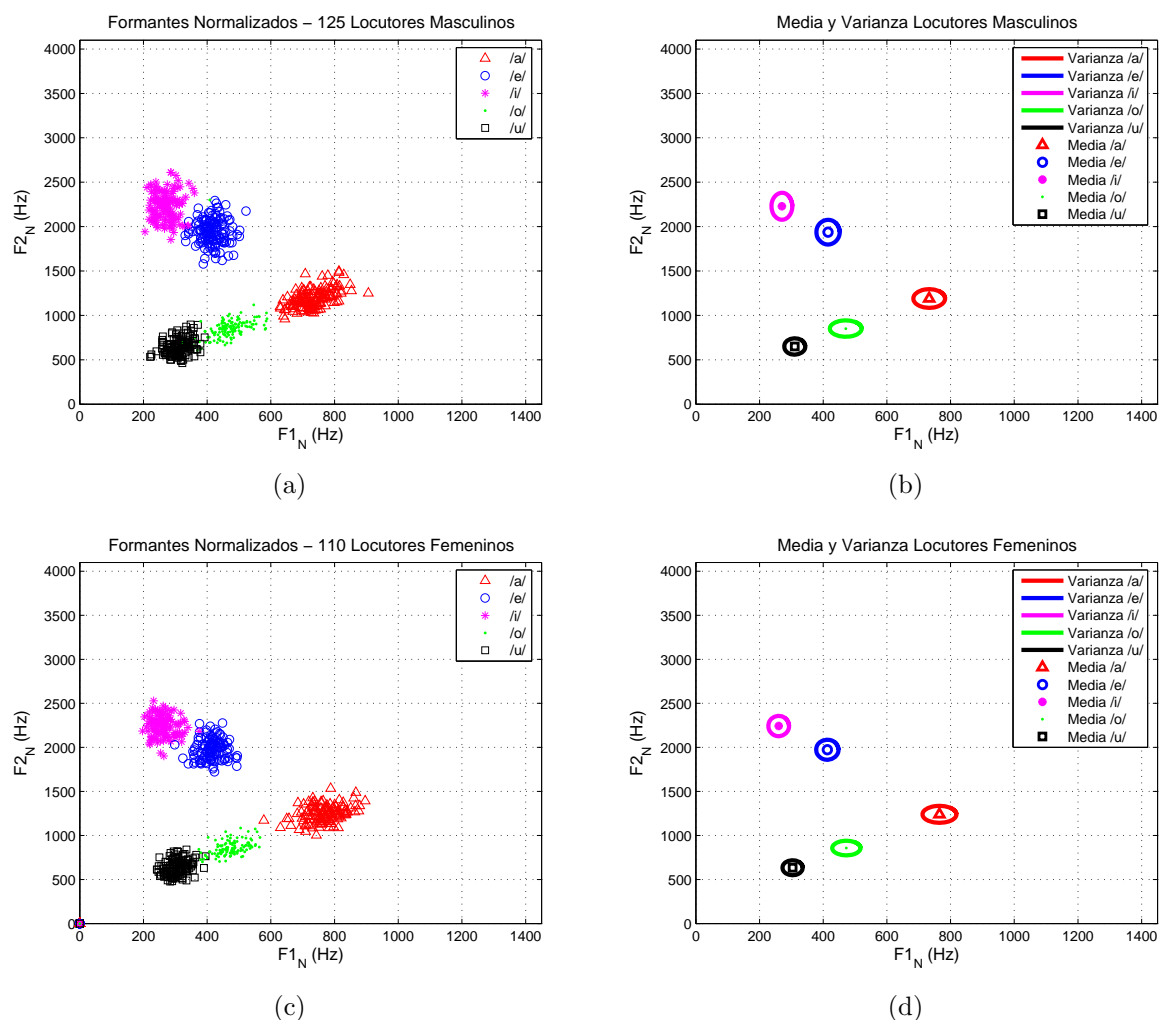 Formantes Normalizados − 125 Locutores Masculinos
4000
3500
3000
2500
2000
1500
1000
500
0
0 200 400 600 800 1000 1200 1400
F2N (Hz)
F1N (Hz)
/a/
/e/
/i/
/o/
/u/
(a)
Media y Varianza Locutores Masculinos
4000
3500
3000
2500
2000
1500
1000
500
0
0 200 400 600 800 1000 1200 1400
F2N (Hz)
F1N (Hz)
Varianza /a/
Varianza /e/
Varianza /i/
Varianza /o/
Varianza /u/
Media /a/
Media /e/
Media /i/
Media /o/
Media /u/
(b)
Formantes Normalizados − 110 Locutores Femeninos
4000
3500
3000
2500
2000
1500
1000
500
0
0 200 400 600 800 1000 1200 1400
F2N (Hz)
F1N (Hz)
/a/
/e/
/i/
/o/
/u/
(c)
Media y Varianza Locutores Femeninos
4000
3500
3000
2500
2000
1500
1000
500
0
0 200 400 600 800 1000 1200 1400
F2N (Hz)
F1N (Hz)
Varianza /a/
Varianza /e/
Varianza /i/
Varianza /o/
Varianza /u/
Media /a/
Media /e/
Media /i/
Media /o/
Media /u/
(d)